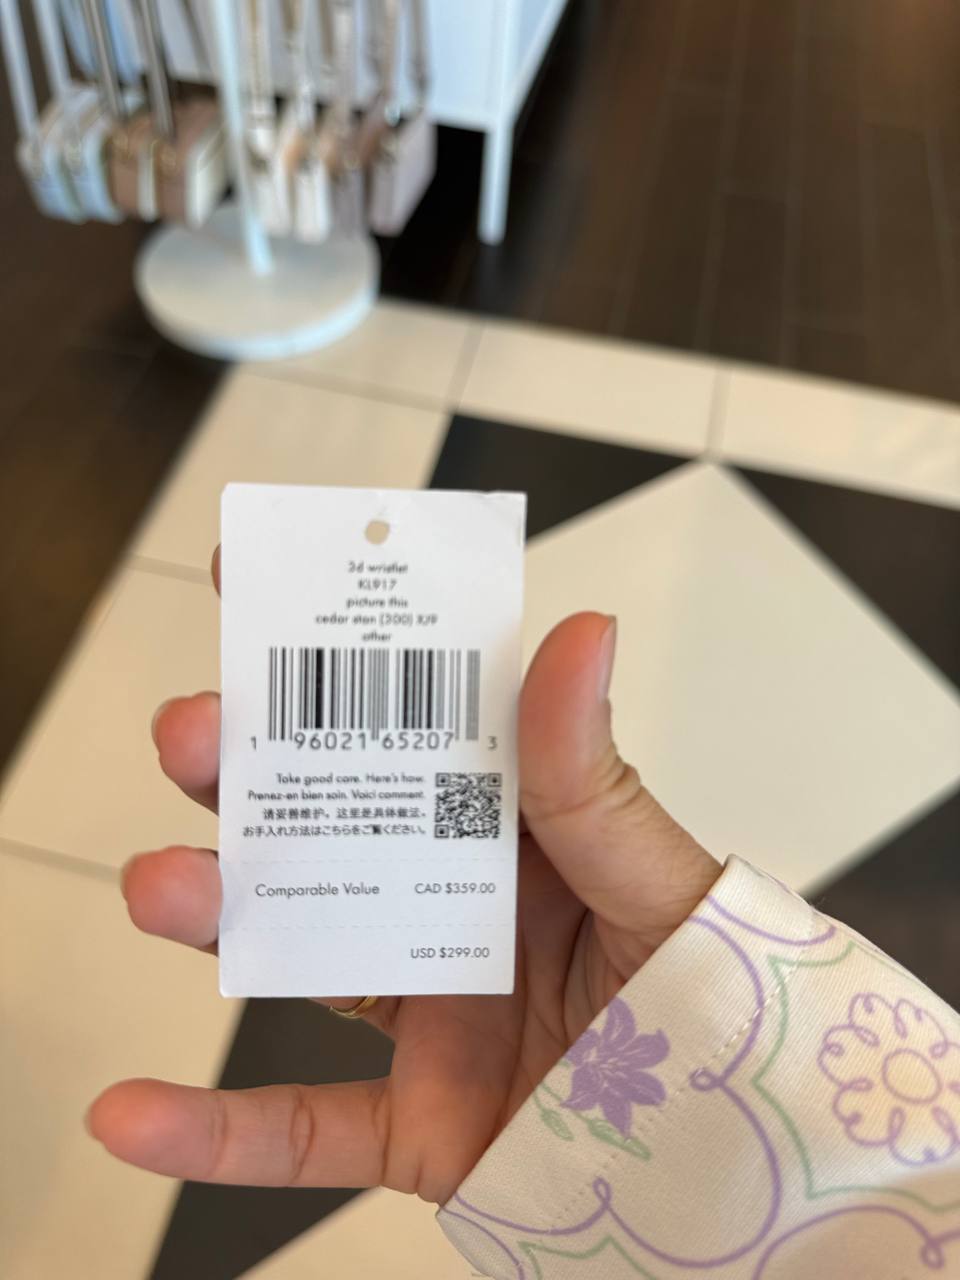 3d wristlet
KL917
picture this
cedar
other
1 96021 65207 3
Take good care. Here's how.
Prenez-en bien soin. Voici comment.
请妥善维护。这里是具体做法。
お手入れ方法はこちらをご覧ください。
Comparable Value CAD $359.00
USD $299.00